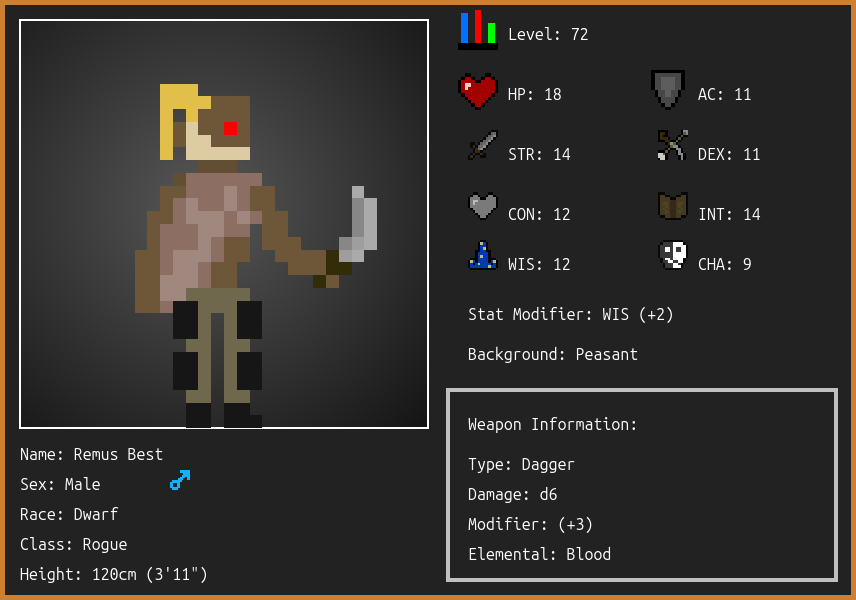 Level: 72
HP: 18
AC: 11
STR: 14
DEX: 11
CON: 12
INT: 14
WIS: 12
CHA: 9
Stat Modifier: WIS (+2)
Background: Peasant
Weapon Information:
Type: Dagger
Damage: d6
Modifier: (+3)
Elemental: Blood
Name: Remus Best
Sex: Male
Race: Dwarf
Class: Rogue
Height: 120cm (3'11")